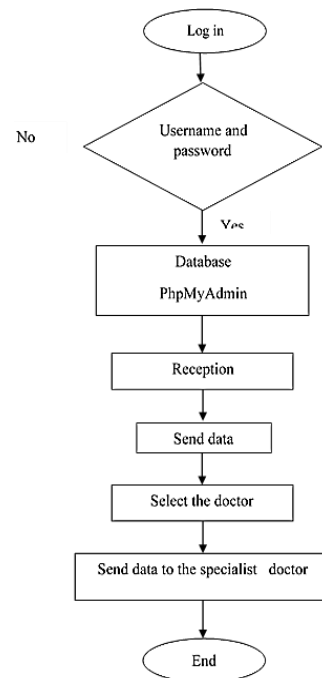 Log in
No
Username and
password
Yes
Database
PhpMyAdmin
Reception
Send data
Select the doctor
Send data to the specialist doctor
End